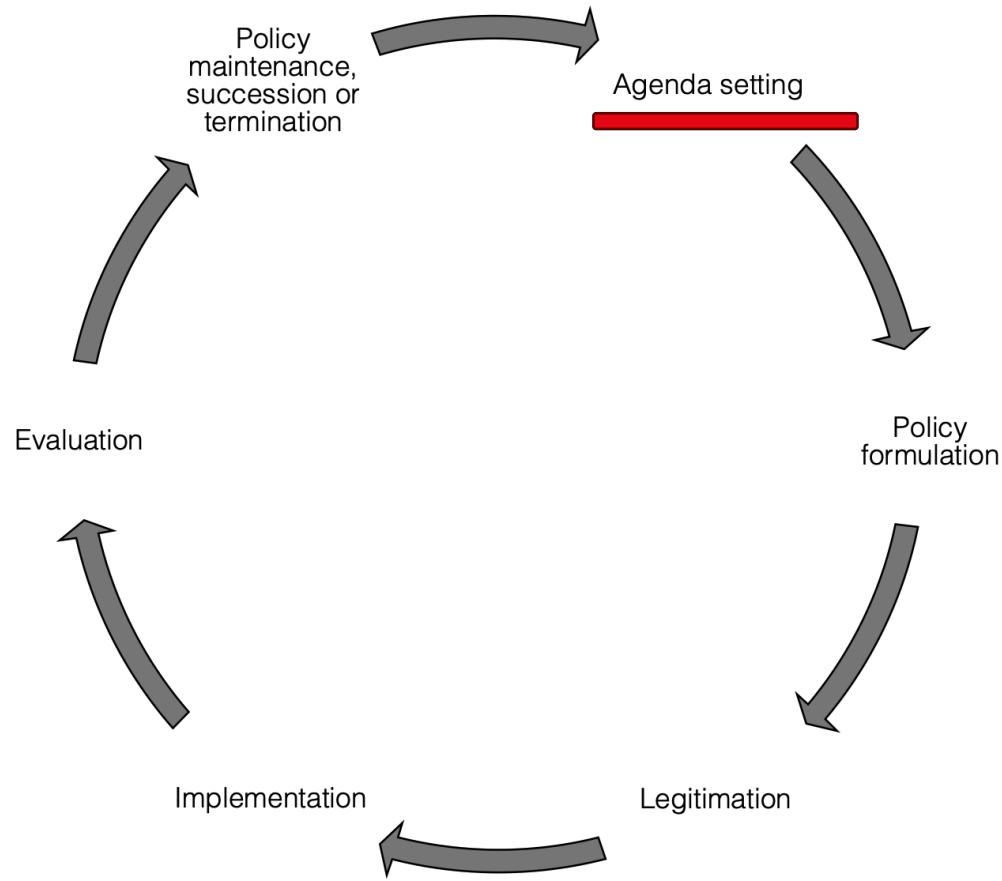 Policy
maintenance,
succession or
termination
Agenda setting
Policy
formulation
Legitimation
Implementation
Evaluation